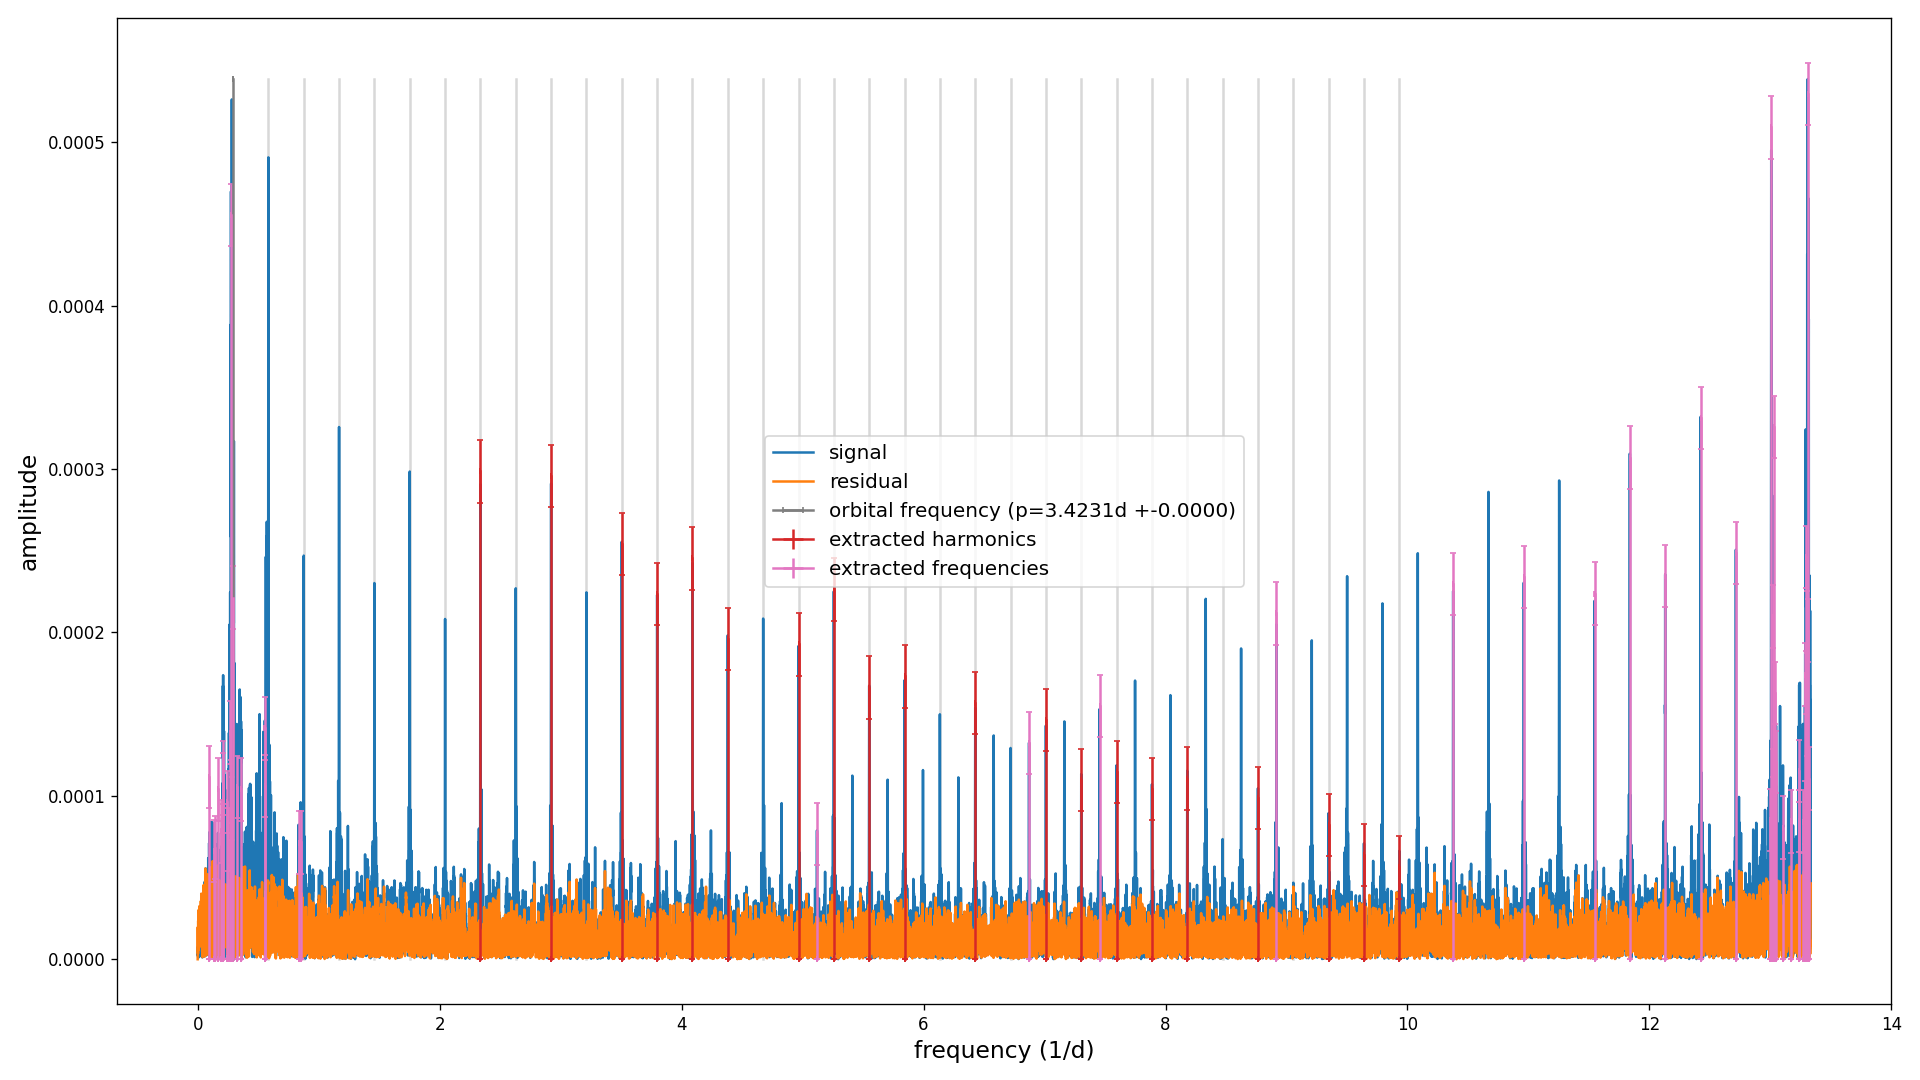 0.0005
0.0004
0.0003
0.0002
0.0001
0.0000
amplitude
signal
residual
orbital frequency (p=3.4231d +-0.0000)
extracted harmonics
extracted frequencies
0 2 4 6 8 10 12 14
frequency (1/d)